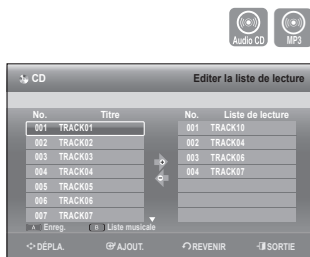 Audio CD MP3
CD Editer la liste de lecture
No. Titre No. Liste de lecture
001 TRACK01 001 TRACK10
002 TRACK02 002 TRACK04
003 TRACK03 003 TRACK06
004 TRACK04 004 TRACK07
005 TRACK05
006 TRACK06
007 TRACK07
A Enreg. B Liste musicale
DÉPLA. AJOUT. REVENIR SORTIE